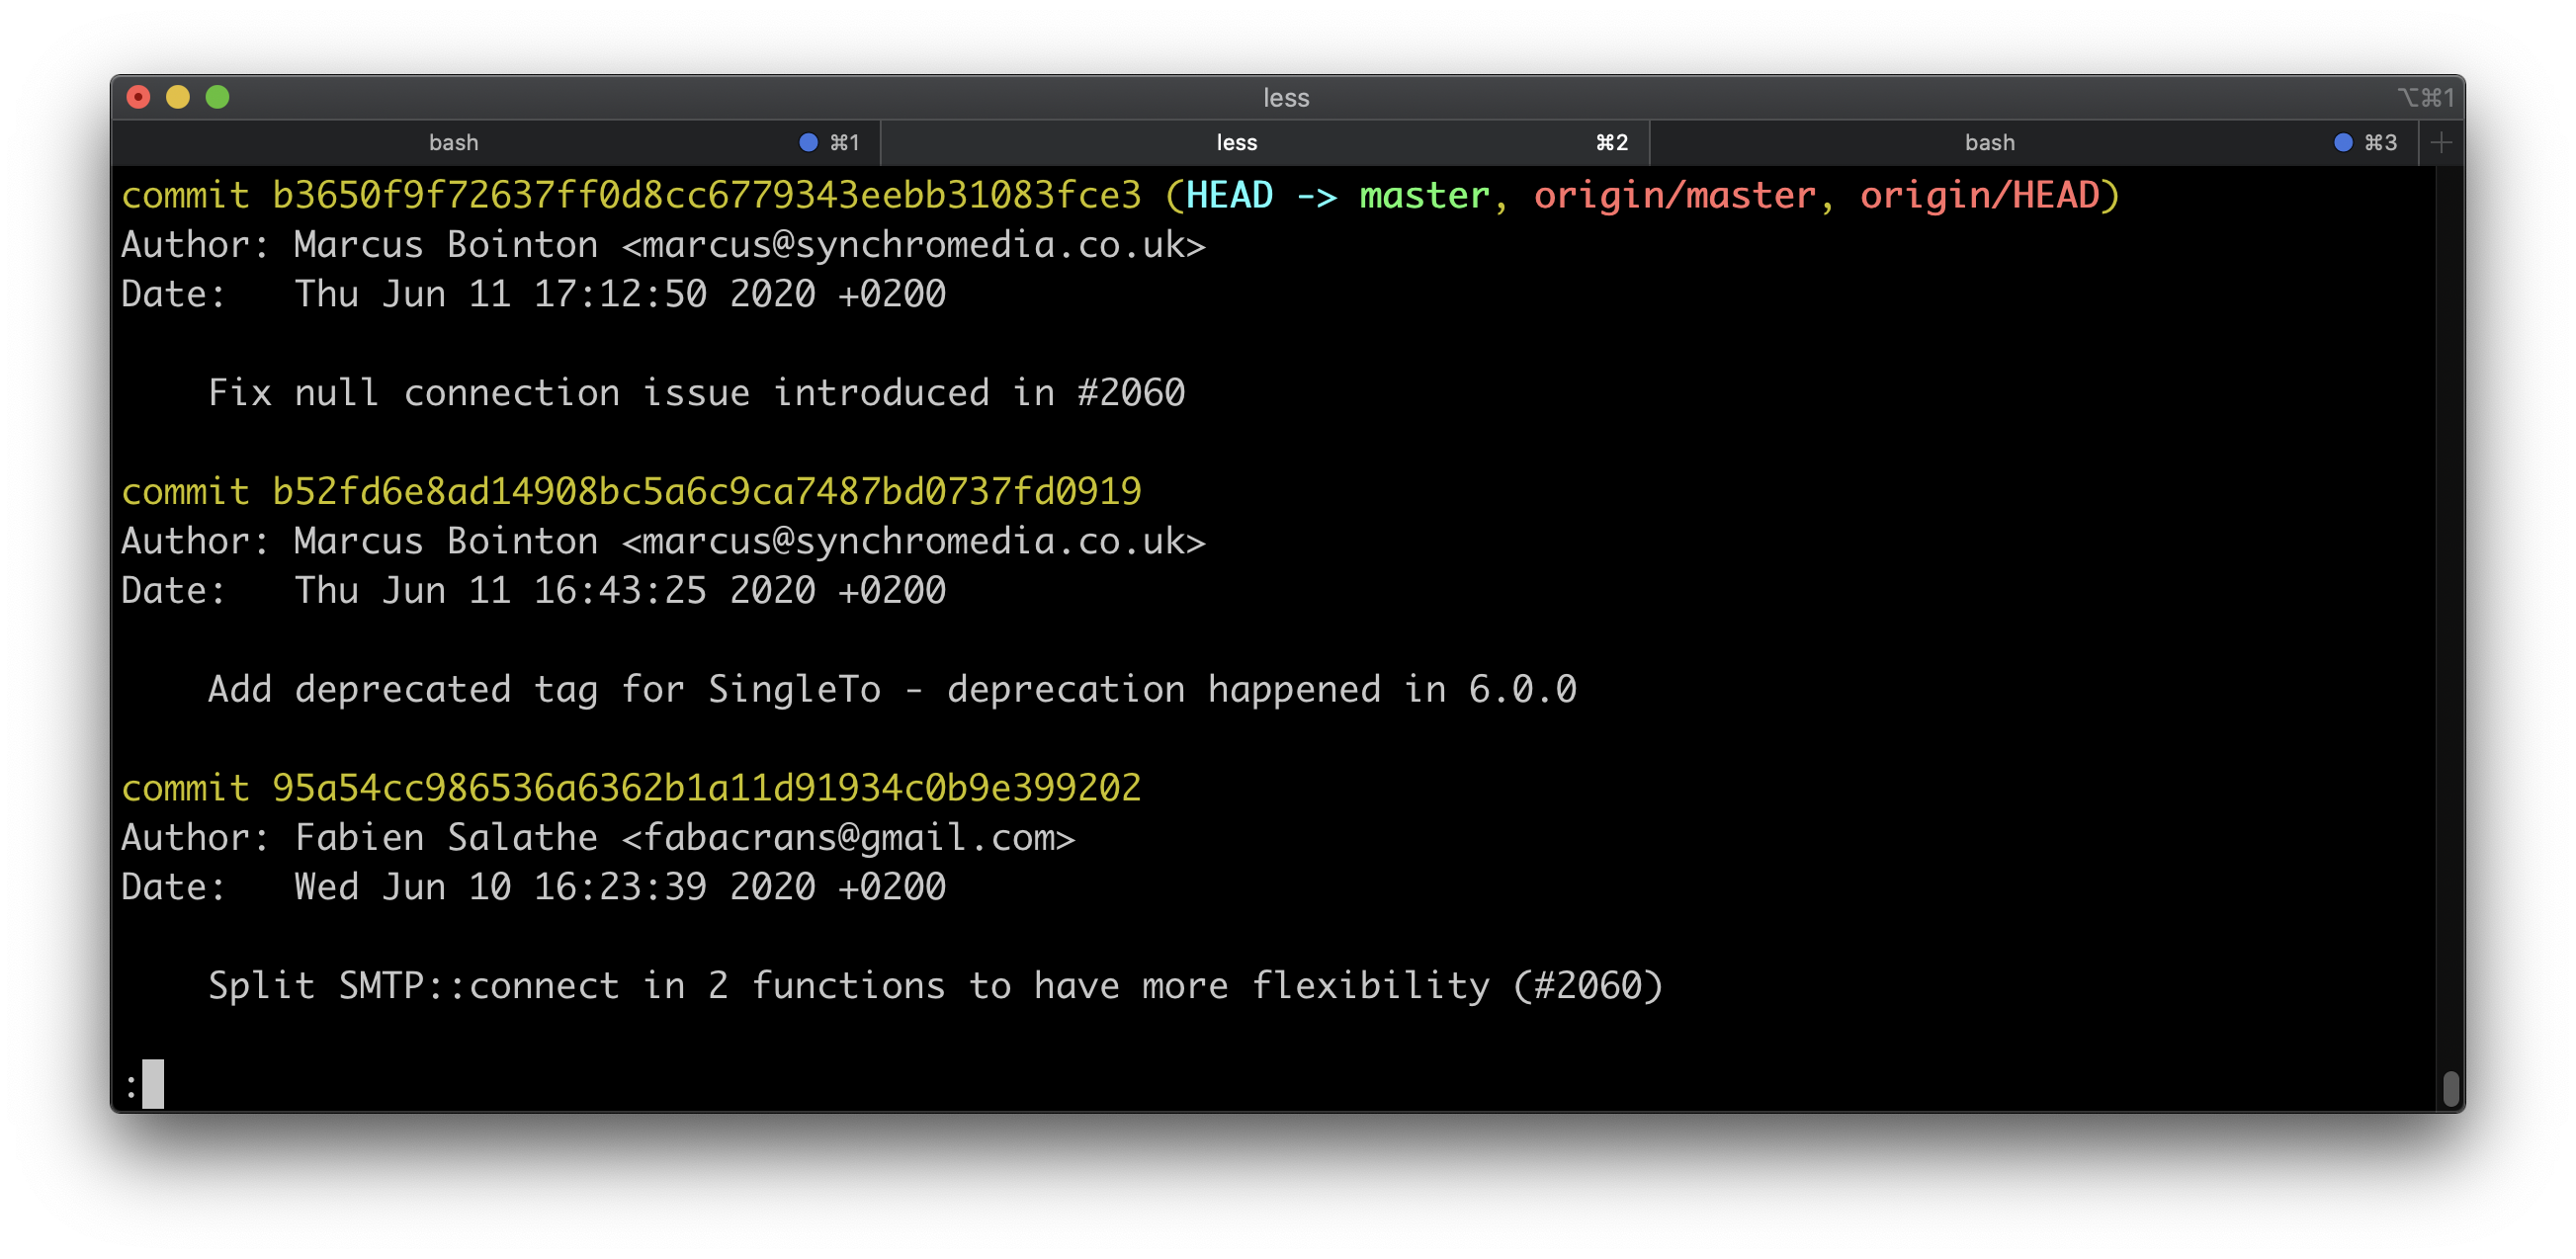 less ⌥⌘1
bash ⌘1 less ⌘2 bash ⌘3 +
commit b3650f9f72637ff0d8cc6779343eebb31083fce3 (HEAD -> master, origin/master, origin/HEAD)
Author: Marcus Bointon <marcus@synchromedia.co.uk>
Date:   Thu Jun 11 17:12:50 2020 +0200
    Fix null connection issue introduced in #2060
commit b52fd6e8ad14908bc5a6c9ca7487bd0737fd0919
Author: Marcus Bointon <marcus@synchromedia.co.uk>
Date:   Thu Jun 11 16:43:25 2020 +0200
    Add deprecated tag for SingleTo - deprecation happened in 6.0.0
commit 95a54cc986536a6362b1a11d91934c0b9e399202
Author: Fabien Salathe <fabacrans@gmail.com>
Date:   Wed Jun 10 16:23:39 2020 +0200
    Split SMTP::connect in 2 functions to have more flexibility (#2060)
: